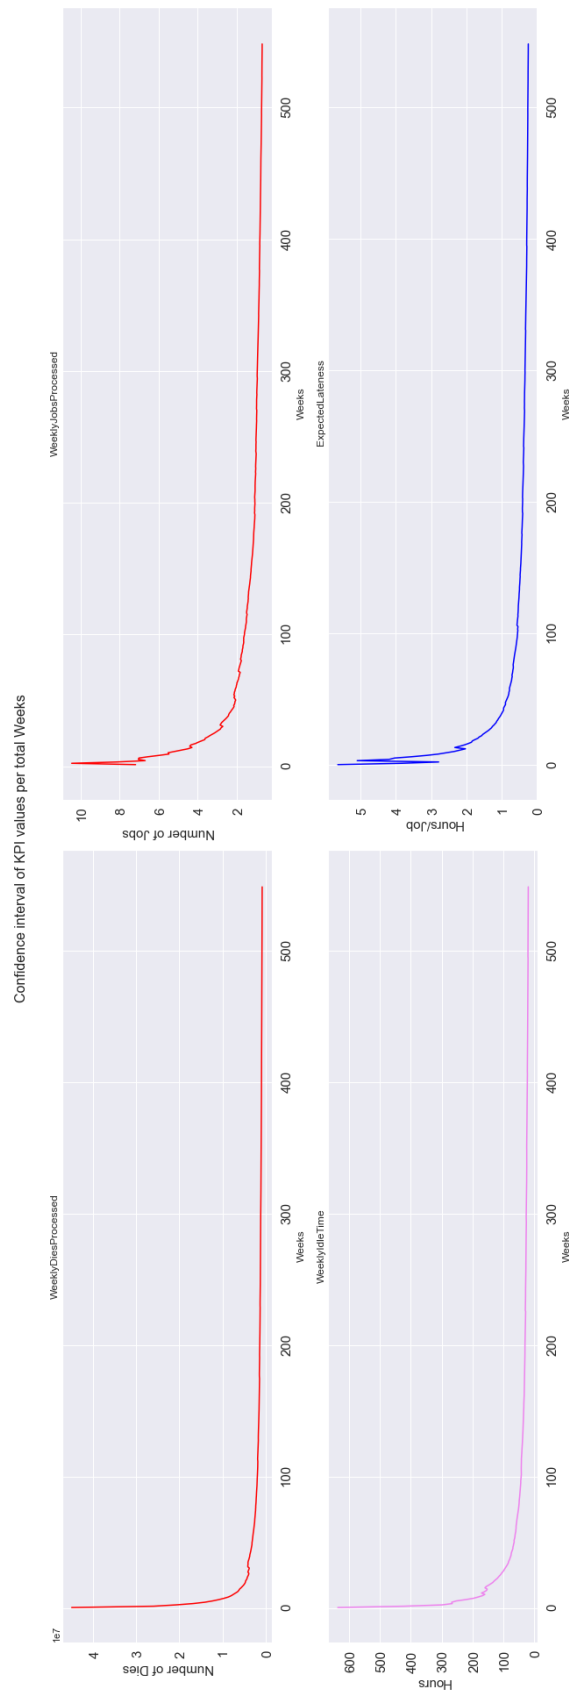 Confidence interval of KPI values per total Weeks
1e7
WeeklyDiesProcessed
Number of Dies
4
3
2
1
0
0 100 200 300 400 500
Weeks
WeeklyJobsProcessed
Number of Jobs
10
8
6
4
2
0 100 200 300 400 500
Weeks
WeeklyIdleTime
Hours
600
500
400
300
200
100
0
0 100 200 300 400 500
Weeks
ExpectedLateness
Hours/Job
5
4
3
2
1
0
0 100 200 300 400 500
Weeks